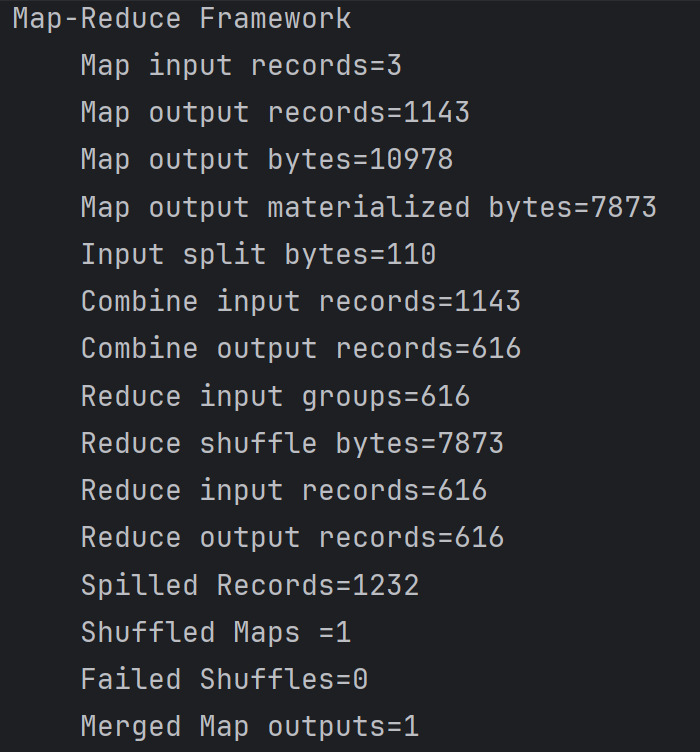 Map-Reduce Framework
Map input records=3
Map output records=1143
Map output bytes=10978
Map output materialized bytes=7873
Input split bytes=110
Combine input records=1143
Combine output records=616
Reduce input groups=616
Reduce shuffle bytes=7873
Reduce input records=616
Reduce output records=616
Spilled Records=1232
Shuffled Maps =1
Failed Shuffles=0
Merged Map outputs=1